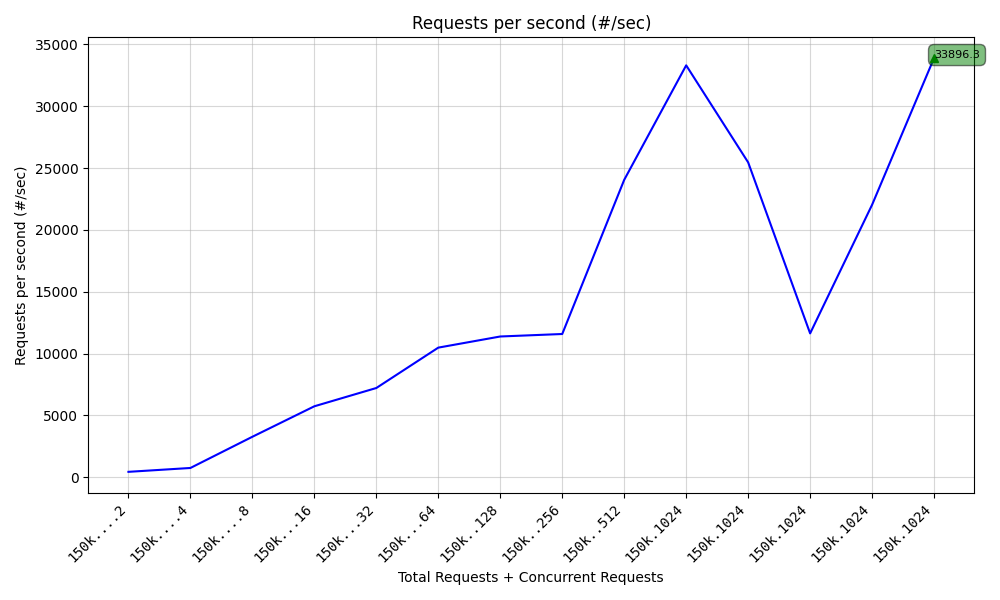 Requests per second (#/sec)
35000
30000
25000
20000
15000
10000
5000
0
Requests per second (#/sec)
33896.3
150k....2
150k....4
150k....8
150k...16
150k...32
150k...64
150k..128
150k..256
150k..512
150k.1024
150k.1024
150k.1024
150k.1024
150k.1024
Total Requests + Concurrent Requests